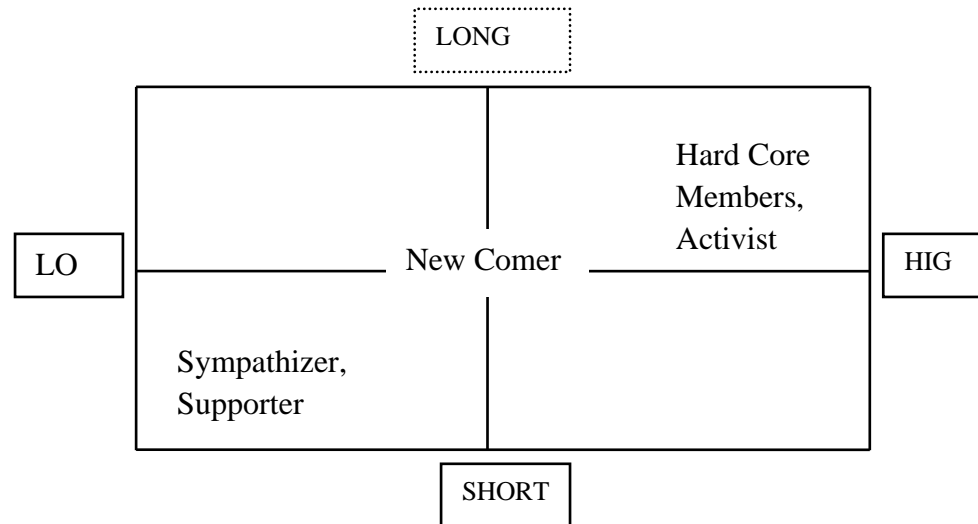 LONG
Hard Core
Members,
Activist
LO
New Comer
HIG
Sympathizer,
Supporter
SHORT